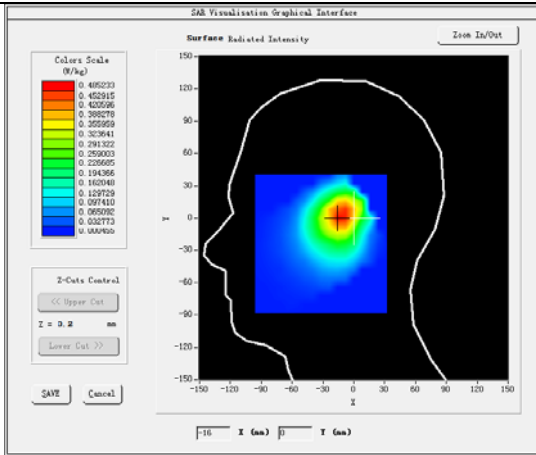 SAR Visualisation Graphical Interface
Surface Radiated Intensity
Zoom In/Out
Colors Scale
(W/kg)
0.485233
0.452915
0.420596
0.388278
0.355959
0.323641
0.291322
0.259003
0.226685
0.194366
0.162048
0.129729
0.097410
0.065092
0.032773
0.000455
150
120
90
60
30
0
-30
-60
-90
-120
-150
Y
-150 -120 -90 -60 -30 0 30 60 90 120 150
X
Z-Cuts Control
<< Upper Cut
Z = 0.2 mm
Lower Cut >>
SAVE Cancel
-16 X (mm) 0 Y (mm)